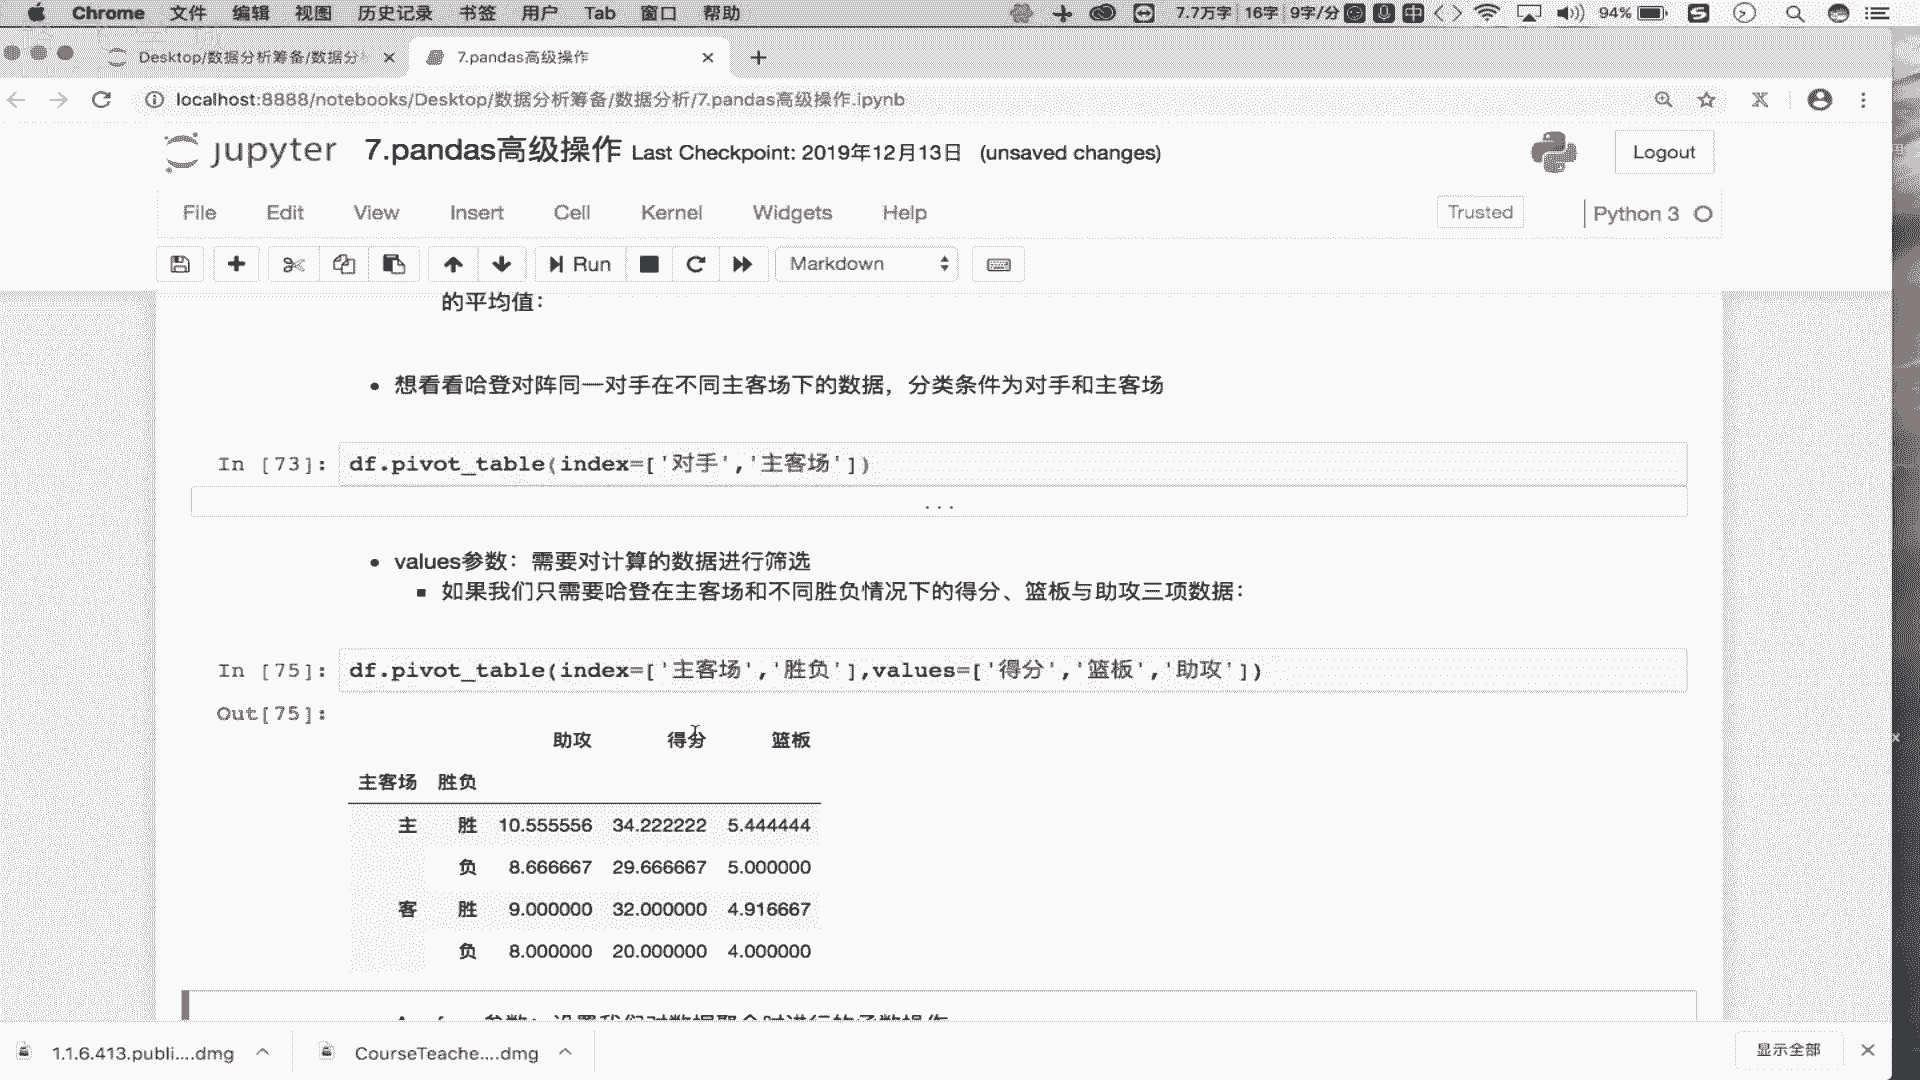 Chrome 文件 编辑 视图 历史记录 书签 用户 Tab 窗口 帮助 7.7万字 16字 9字/分 中 94%
Desktop/数据分析筹备/数据分 7.pandas高级操作
localhost:8888/notebooks/Desktop/数据分析筹备/数据分析/7.pandas高级操作.ipynb
jupyter 7.pandas高级操作 Last Checkpoint: 2019年12月13日 (unsaved changes) Logout
File Edit View Insert Cell Kernel Widgets Help Trusted Python 3
Run Markdown
的平均值：
想看看哈登对阵同一对手在不同主客场下的数据，分类条件为对手和主客场
In [73]: df.pivot_table(index=['对手','主客场'])
...
values参数：需要对计算的数据进行筛选
如果我们只需要哈登在主客场和不同胜负情况下的得分、篮板与助攻三项数据：
In [75]: df.pivot_table(index=['主客场','胜负'],values=['得分','篮板','助攻'])
Out[75]:
助攻 得分 篮板
主客场 胜负
主 胜 10.555556 34.222222 5.444444
负 8.666667 29.666667 5.000000
客 胜 9.000000 32.000000 4.916667
负 8.000000 20.000000 4.000000
1.1.6.413.publi....dmg CourseTeache....dmg 显示全部